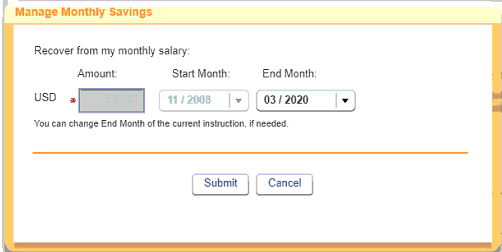 Manage Monthly Savings
Recover from my monthly salary:
Amount: Start Month: End Month:
USD * 11 / 2008 03 / 2020
You can change End Month of the current instruction, if needed.
Submit Cancel